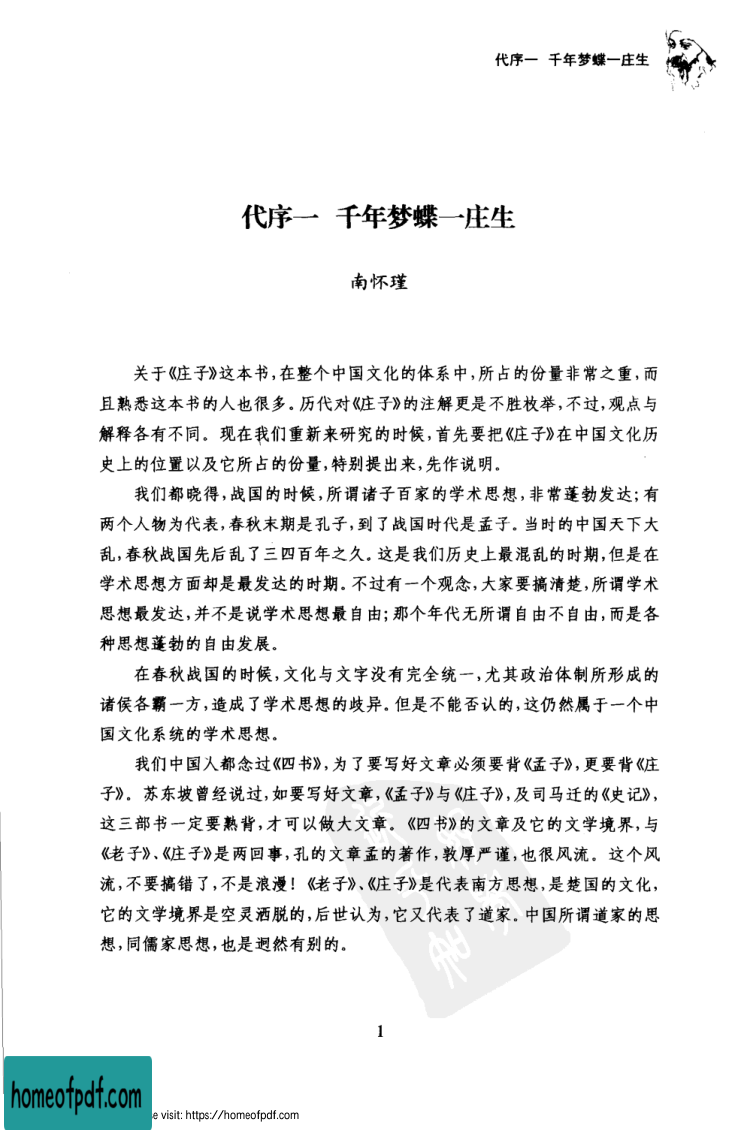 代序一 千年梦蝶一庄生
代序一 千年梦蝶一庄生
南怀瑾
关于《庄子》这本书,在整个中国文化的体系中,所占的份量非常之重,而
且熟悉这本书的人也很多。历代对《庄子》的注解更是不胜枚举,不过,观点与
解释各有不同。现在我们重新来研究的时候,首先要把《庄子》在中国文化历
史上的位置以及它所占的份量,特别提出来,先作说明。
我们都晓得,战国的时候,所谓诸子百家的学术思想,非常蓬勃发达;有
两个人物为代表,春秋末期是孔子,到了战国时代是孟子。当时的中国天下大
乱,春秋战国先后乱了三四百年之久。这是我们历史上最混乱的时期,但是在
学术思想方面却是最发达的时期。不过有一个观念,大家要搞清楚,所谓学术
思想最发达,并不是说学术思想最自由;那个年代无所谓自由不自由,而是各
种思想蓬勃的自由发展。
在春秋战国的时候,文化与文字没有完全统一,尤其政治体制所形成的
诸侯各霸一方,造成了学术思想的歧异。但是不能否认的,这仍然属于一个中
国文化系统的学术思想。
我们中国人都念过《四书》,为了要写好文章必须要背《孟子》,更要背《庄
子》。苏东坡曾经说过,如要写好文章,《孟子》与《庄子》,及司马迁的《史记》,
这三部书一定要熟背,才可以做大文章。《四书》的文章及它的文学境界,与
《老子》、《庄子》是两回事,孔的文章孟的著作,敦厚严谨,也很风流。这个风
流,不要搞错了,不是浪漫!《老子》、《庄子》是代表南方思想,是楚国的文化,
它的文学境界是空灵洒脱的,后世认为,它又代表了道家。中国所谓道家的思
想,同儒家思想,也是迥然有别的。
1
homeofpdf.com
e visit: https://homeofpdf.com